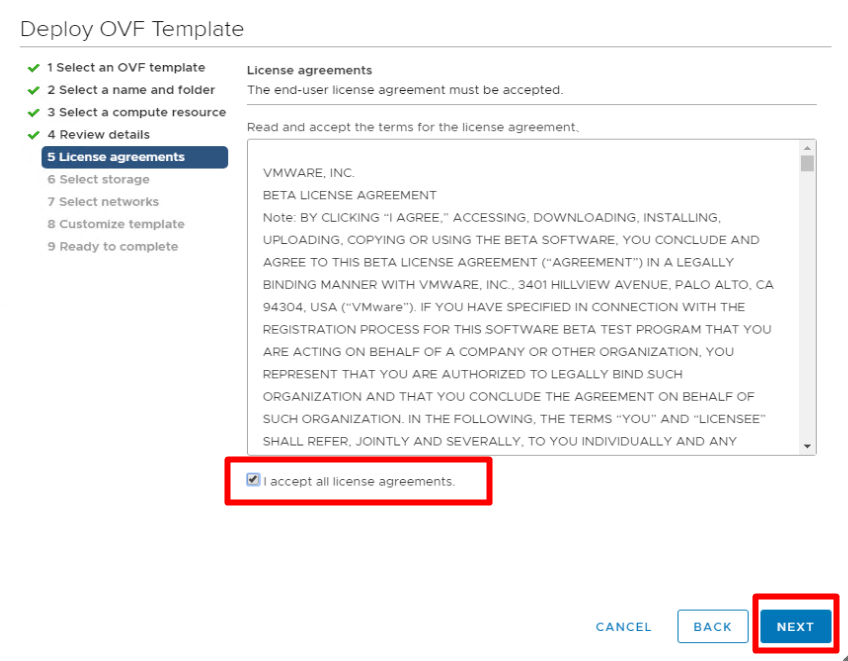 Deploy OVF Template
1 Select an OVF template
2 Select a name and folder
3 Select a compute resource
4 Review details
5 License agreements
6 Select storage
7 Select networks
8 Customize template
9 Ready to complete
License agreements
The end-user license agreement must be accepted.
Read and accept the terms for the license agreement.
VMWARE, INC.
BETA LICENSE AGREEMENT
Note: BY CLICKING “I AGREE,” ACCESSING, DOWNLOADING, INSTALLING,
UPLOADING, COPYING OR USING THE BETA SOFTWARE, YOU CONCLUDE AND
AGREE TO THIS BETA LICENSE AGREEMENT (“AGREEMENT”) IN A LEGALLY
BINDING MANNER WITH VMWARE, INC., 3401 HILLVIEW AVENUE, PALO ALTO, CA
94304, USA (“VMware”). IF YOU HAVE SPECIFIED IN CONNECTION WITH THE
REGISTRATION PROCESS FOR THIS SOFTWARE BETA TEST PROGRAM THAT YOU
ARE ACTING ON BEHALF OF A COMPANY OR OTHER ORGANIZATION, YOU
REPRESENT THAT YOU ARE AUTHORIZED TO LEGALLY BIND SUCH
ORGANIZATION AND THAT YOU CONCLUDE THE AGREEMENT ON BEHALF OF
SUCH ORGANIZATION. IN THE FOLLOWING, THE TERMS “YOU” AND “LICENSEE”
SHALL REFER, JOINTLY AND SEVERALLY, TO YOU INDIVIDUALLY AND ANY
I accept all license agreements.
CANCEL
BACK
NEXT